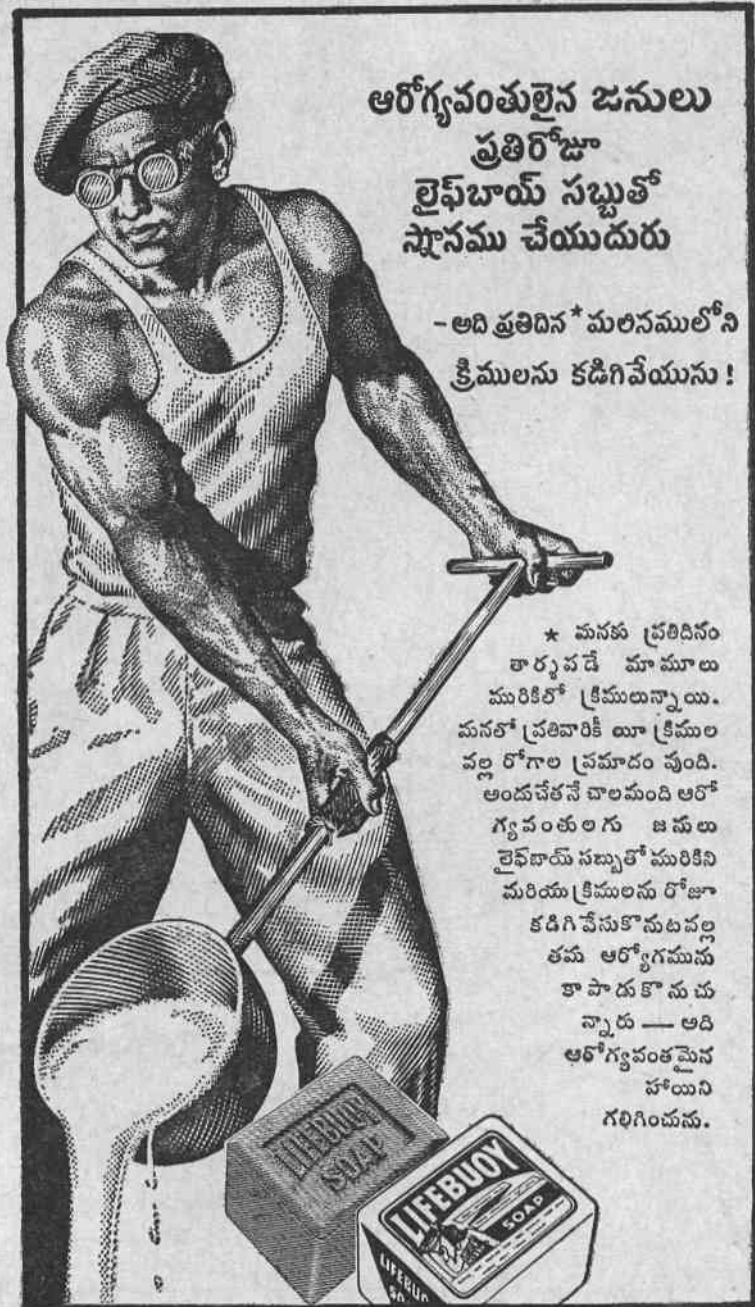 ఆరోగ్యవంతులైన జనులు
ప్రతిరోజూ
లైఫ్‌బాయ్ సబ్బుతో
స్నానము చేయుదురు
- అది ప్రతిదిన * మలినములోని
క్రిములను కడిగివేయును !
* మనకు ప్రతిదినం
తార్శపడే మామూలు
మురికిలో క్రిములున్నాయి.
మనలో ప్రతివారికీ యీ క్రిముల
వల్ల రోగాల ప్రమాదం వుంది.
అందుచేతనే చాలమంది ఆరో
గ్యవంతులగు జనులు
లైఫ్‌బాయ్ సబ్బుతో మురికిని
మరియు క్రిములను రోజూ
కడిగివేసుకొనుటవల్ల
తమ ఆర్యోగమును
కాపాడుకొనుచు
న్నారు — అది
ఆరోగ్యవంతమైన
హాయిని
గలిగించును.
LIFEBUOY
SOAP
LIFEBUOY
SOAP
LIFEBUOY